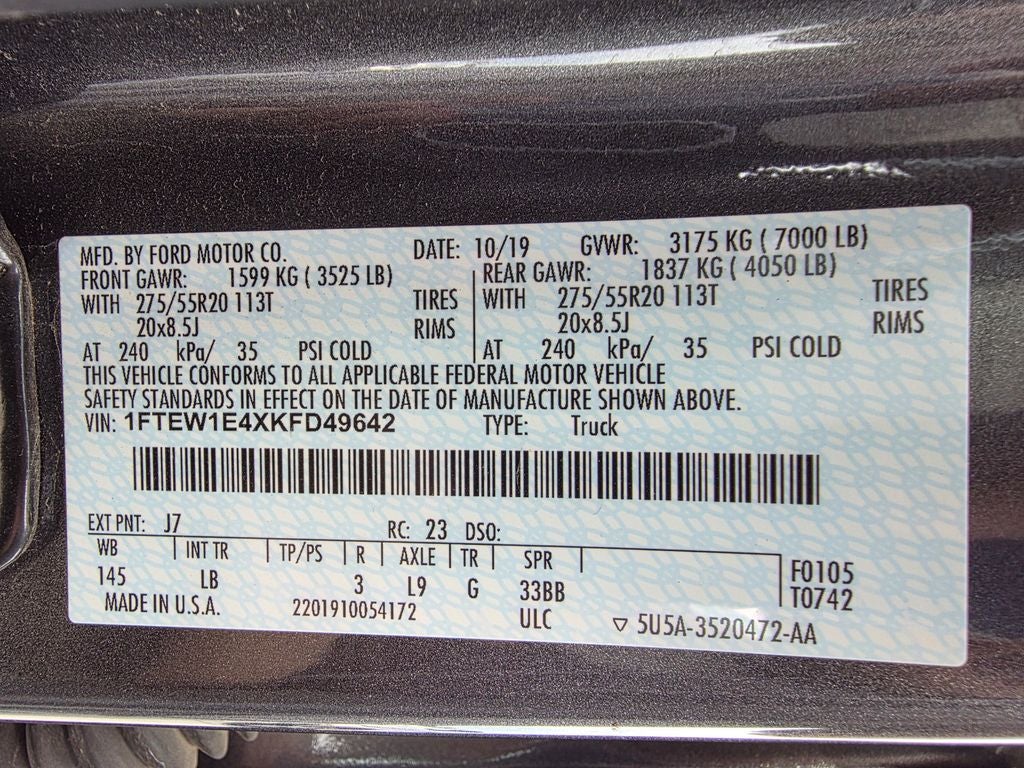 MFD. BY FORD MOTOR CO. DATE: 10/19 GVWR: 3175 KG ( 7000 LB)
FRONT GAWR: 1599 KG ( 3525 LB) REAR GAWR: 1837 KG ( 4050 LB)
WITH 275/55R20 113T TIRES WITH 275/55R20 113T TIRES
20x8.5J RIMS 20x8.5J RIMS
AT 240 kPa/ 35 PSI COLD AT 240 kPa/ 35 PSI COLD
THIS VEHICLE CONFORMS TO ALL APPLICABLE FEDERAL MOTOR VEHICLE
SAFETY STANDARDS IN EFFECT ON THE DATE OF MANUFACTURE SHOWN ABOVE.
VIN: 1FTEW1E4XKFD49642 TYPE: Truck
EXT PNT: J7 RC: 23 DSO:
WB INT TR TP/PS R AXLE TR SPR
145 LB 3 L9 G 33BB F0105
T0742
MADE IN U.S.A. 2201910054172 ULC ▽ 5U5A-3520472-AA